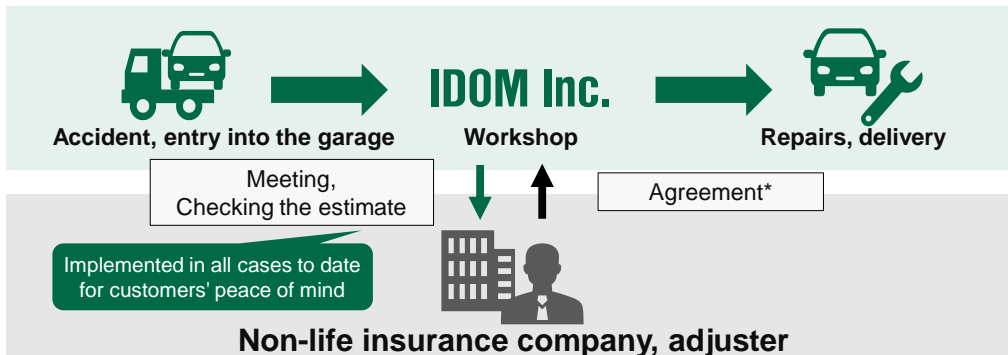 IDOM Inc.
Accident, entry into the garage
Workshop
Repairs, delivery
Meeting,
Checking the estimate
Agreement*
Implemented in all cases to date
for customers' peace of mind
Non-life insurance company, adjuster